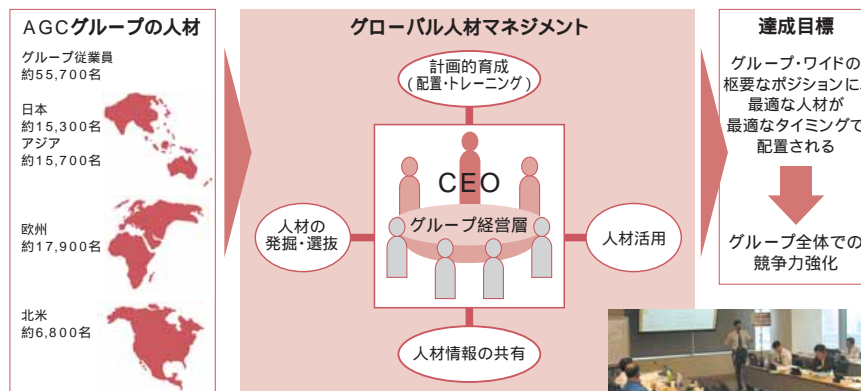 AGCグループの人材
グループ従業員
約55,700名
日本
約15,300名
アジア
約15,700名
欧州
約17,900名
北米
約6,800名
グローバル人材マネジメント
計画的育成
(配置・トレーニング)
CEO
グループ経営層
人材の
発掘・選抜
人材活用
人材情報の共有
達成目標
グループ・ワイドの
枢要なポジションに、
最適な人材が
最適なタイミングで
配置される
グループ全体での
競争力強化